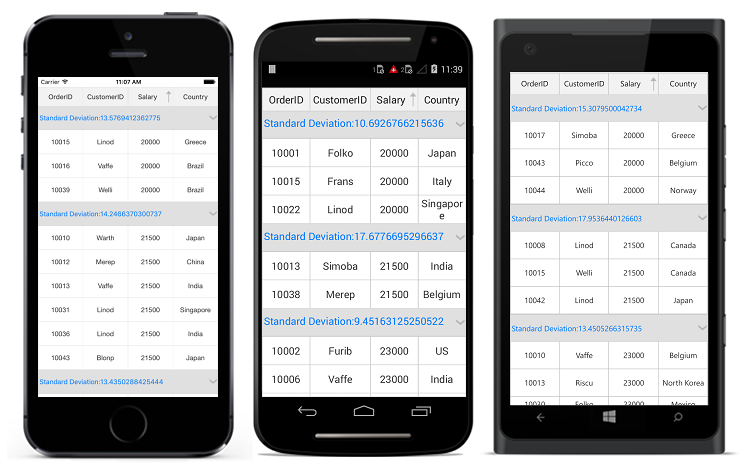 Carrier 11:07 AM
OrderID CustomerID Salary Country
Standard Deviation:13.5769412362775
10015 Linod 20000 Greece
10016 Vaffe 20000 Brazil
10039 Welli 20000 Brazil
Standard Deviation:14.2466370300737
10010 Warth 21500 Japan
10012 Merep 21500 China
10013 Vaffe 21500 India
10031 Linod 21500 Singapore
10036 Linod 21500 India
10043 Blonp 21500 Japan
Standard Deviation:13.4350288425444
1 2 11:39
OrderID CustomerID Salary Country
Standard Deviation:10.6926766215636
10001 Folko 20000 Japan
10015 Frans 20000 Italy
10022 Linod 20000 Singapor
e
Standard Deviation:17.6776695296637
10013 Simoba 21500 India
10038 Merep 21500 Belgium
Standard Deviation:9.45163125250522
10002 Furib 23000 US
10006 Vaffe 23000 India
OrderID CustomerID Salary Country
Standard Deviation:15.3079500042734
10017 Simoba 20000 Greece
10043 Picco 20000 Belgium
10044 Welli 20000 Norway
Standard Deviation:17.9536440126603
10008 Linod 21500 Canada
10015 Welli 21500 Canada
10042 Linod 21500 Japan
Standard Deviation:13.4505266315735
10010 Vaffe 23000 Belgium
10013 Riscu 23000 North Korea
10030 Folko 23000 Mexico